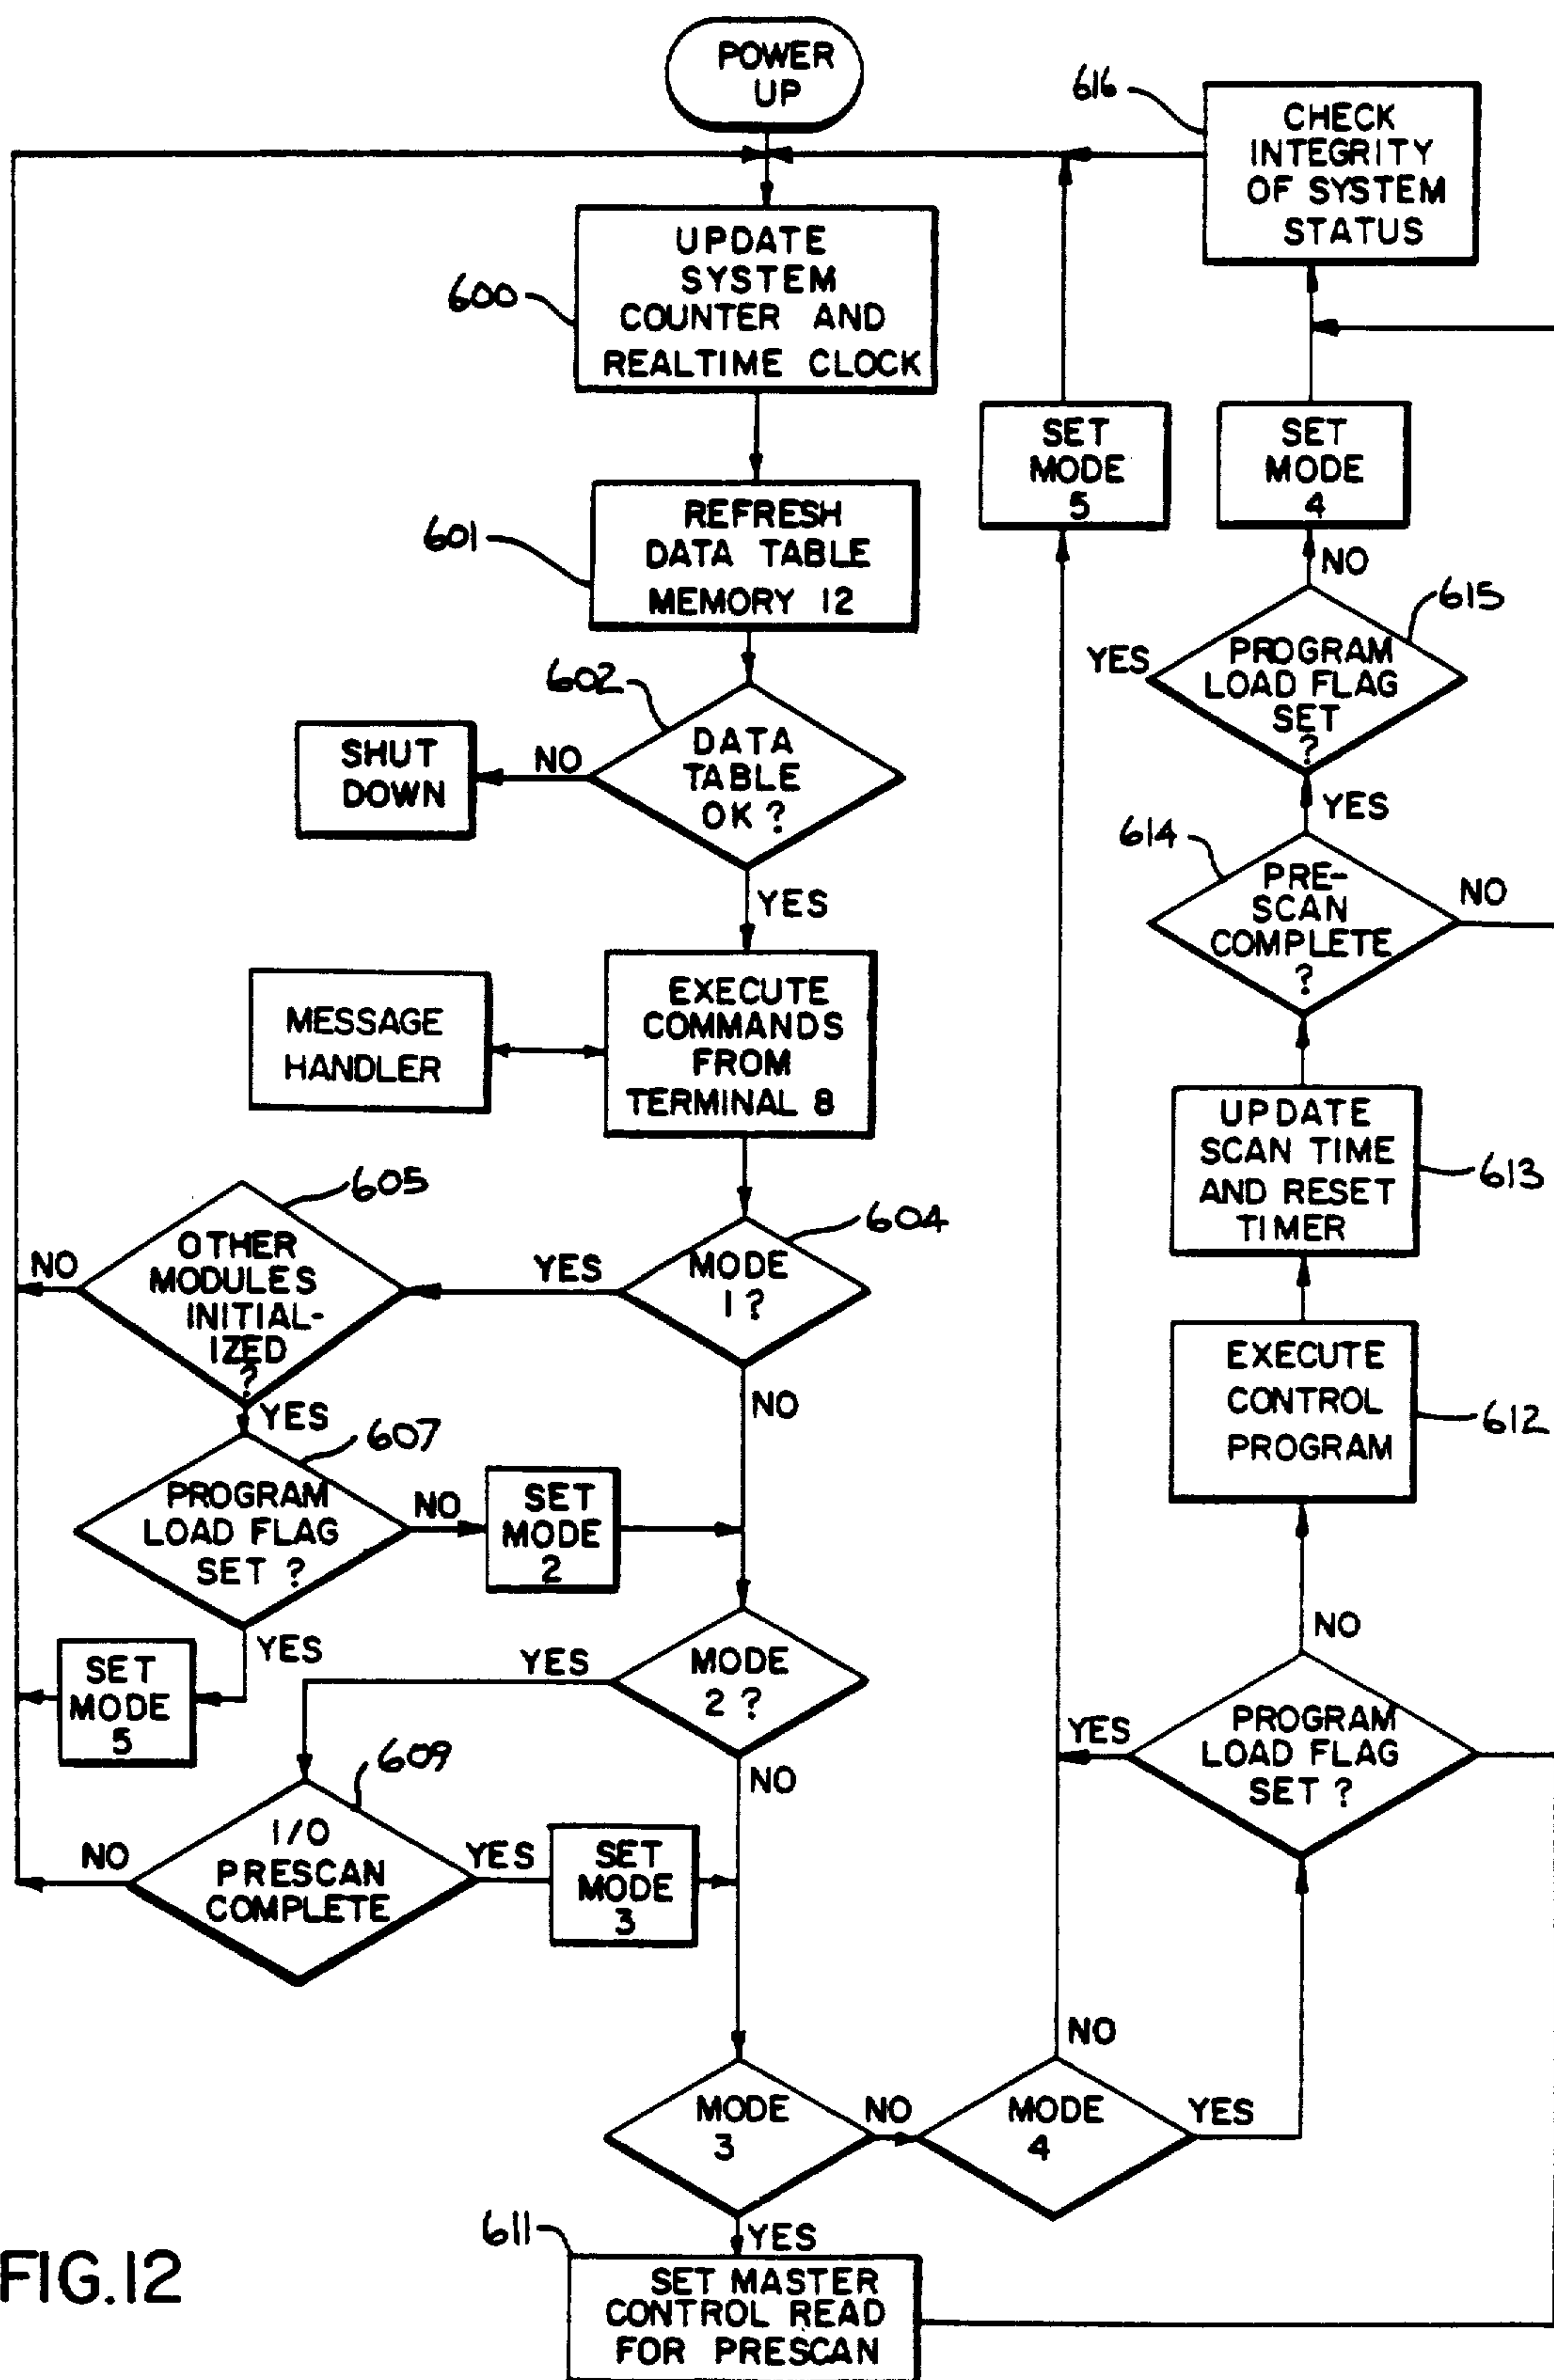 POWER
UP
616
CHECK
INTEGRITY
OF SYSTEM
STATUS
600
UPDATE
SYSTEM
COUNTER AND
REALTIME CLOCK
SET
MODE
5
SET
MODE
4
601
REFRESH
DATA TABLE
MEMORY 12
NO
615
YES
PROGRAM
LOAD FLAG
SET
?
602
DATA
TABLE
OK ?
NO
SHUT
DOWN
YES
614
PRE-
SCAN
COMPLETE
?
NO
YES
MESSAGE
HANDLER
EXECUTE
COMMANDS
FROM
TERMINAL 8
UPDATE
SCAN TIME
AND RESET
TIMER
613
605
OTHER
MODULES
INITIAL-
IZED
?
NO
YES
604
MODE
1 ?
NO
EXECUTE
CONTROL
PROGRAM
612
YES
607
PROGRAM
LOAD FLAG
SET ?
NO
SET
MODE
2
YES
SET
MODE
5
YES
MODE
2 ?
NO
NO
YES
PROGRAM
LOAD FLAG
SET ?
609
I/O
PRESCAN
COMPLETE
NO
YES
SET
MODE
3
NO
MODE
3
NO
MODE
4
YES
611
YES
SET MASTER
CONTROL READ
FOR PRESCAN
FIG.12